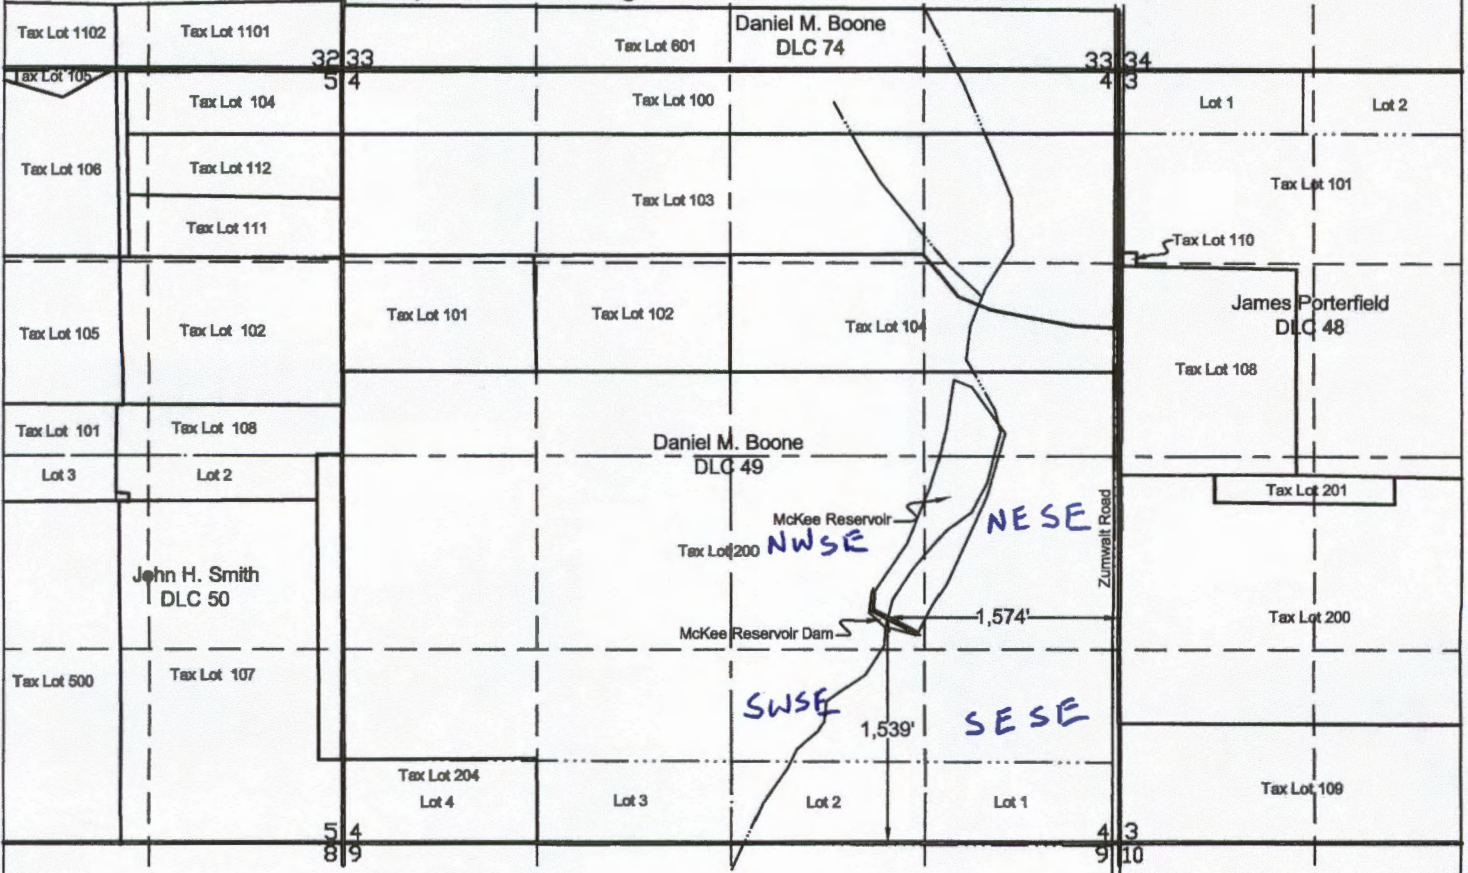 Tax Lot 1102
Tax Lot 1101
Tax Lot 601
Daniel M. Boone
DLC 74
32 33
5 4
33 34
4 3
ax Lot 105
Tax Lot 104
Tax Lot 100
Lot 1
Lot 2
Tax Lot 106
Tax Lot 112
Tax Lot 103
Tax Lot 101
Tax Lot 111
Tax Lot 110
Tax Lot 105
Tax Lot 102
Tax Lot 101
Tax Lot 102
Tax Lot 104
James Porterfield
DLC 48
Tax Lot 108
Tax Lot 101
Tax Lot 108
Daniel M. Boone
DLC 49
Lot 3
Lot 2
Tax Lot 201
McKee Reservoir
NESE
Zumwalt Road
Tax Lot 200
NWSE
John H. Smith
DLC 50
1,574'
Tax Lot 200
McKee Reservoir Dam
Tax Lot 500
Tax Lot 107
SWSE
SESE
1,539'
Tax Lot 204
Lot 4
Lot 3
Lot 2
Lot 1
Tax Lot 109
5 4
8 9
4 3
9 10